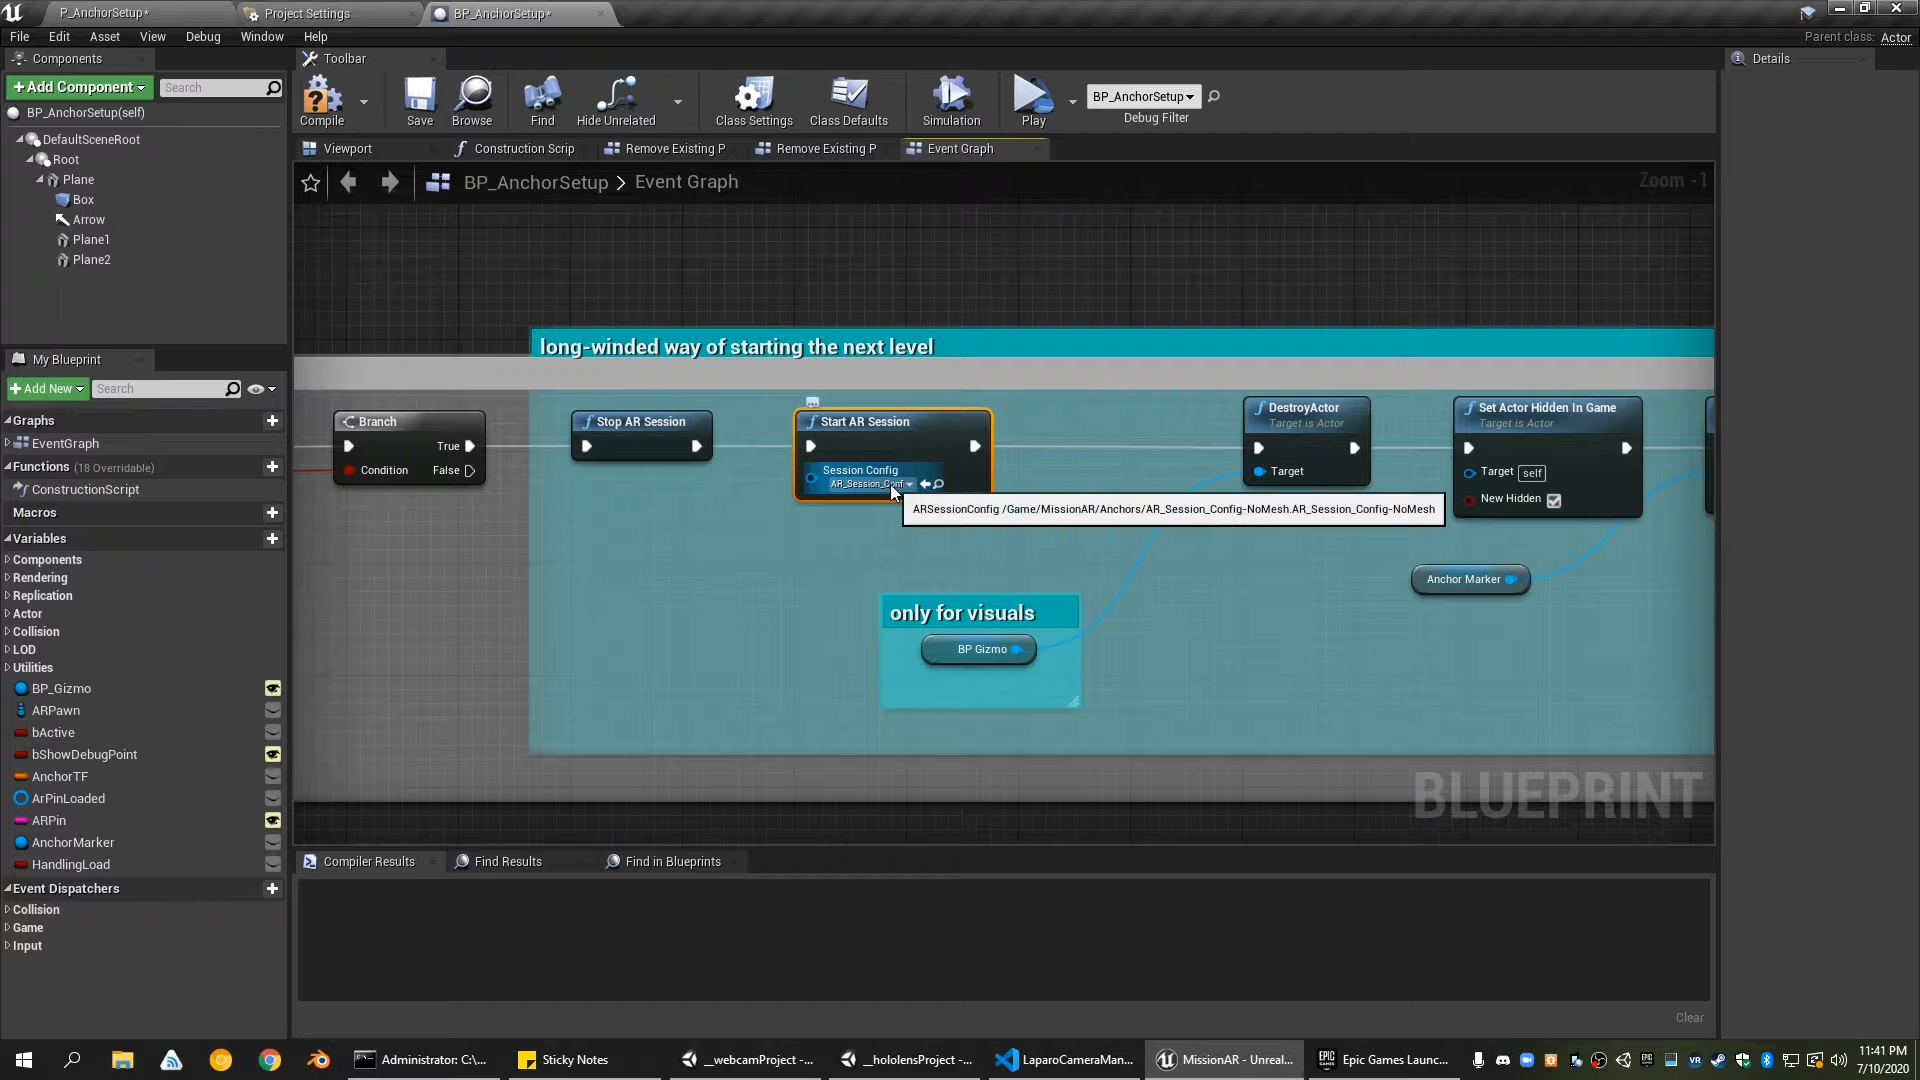 P_AnchorSetup*
Project Settings
BP_AnchorSetup*
File Edit Asset View Debug Window Help
Parent class: Actor
Components
Toolbar
Details
+Add Component
Search
BP_AnchorSetup(self)
DefaultSceneRoot
Root
Plane
Box
Arrow
Plane1
Plane2
Compile
Save
Browse
Find
Hide Unrelated
Class Settings
Class Defaults
Simulation
Play
BP_AnchorSetup
Debug Filter
Viewport
Construction Scrip
Remove Existing P
Remove Existing P
Event Graph
BP_AnchorSetup > Event Graph
Zoom -1
long-winded way of starting the next level
Branch
True
Condition False
Stop AR Session
Start AR Session
Session Config
AR_Session_Conf
DestroyActor
Target is Actor
Target
Set Actor Hidden In Game
Target is Actor
Target self
New Hidden
ARSessionConfig /Game/MissionAR/Anchors/AR_Session_Config-NoMesh.AR_Session_Config-NoMesh
Anchor Marker
only for visuals
BP Gizmo
BLUEPRINT
My Blueprint
+Add New
Search
Graphs
EventGraph
Functions (18 Overridable)
ConstructionScript
Macros
Variables
Components
Rendering
Replication
Actor
Collision
LOD
Utilities
BP_Gizmo
ARPawn
bActive
bShowDebugPoint
AnchorTF
ArPinLoaded
ARPin
AnchorMarker
HandlingLoad
Event Dispatchers
Collision
Game
Input
Compiler Results
Find Results
Find in Blueprints
Clear
Administrator: C:\...
Sticky Notes
__webcamProject -...
__hololensProject -...
LaparoCameraMan...
MissionAR - Unreal...
Epic Games Launc...
11:41 PM
7/10/2020